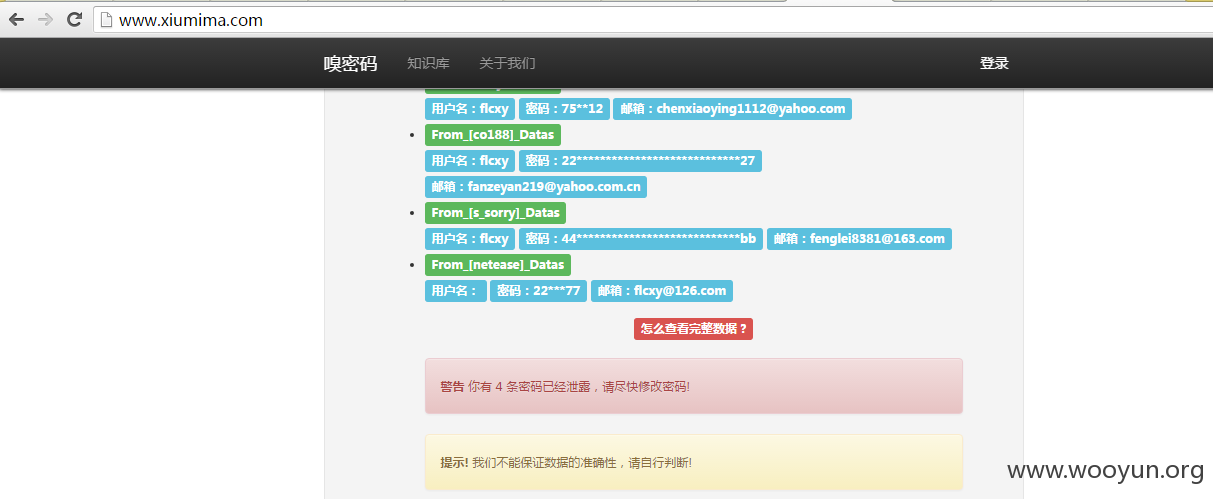 www.xiumima.com
嗅密码 知识库 关于我们 登录
用户名：flcxy 密码：75**12 邮箱：chenxiaoying1112@yahoo.com
From_[co188]_Datas
用户名：flcxy 密码：22****************************27
邮箱：fanzeyan219@yahoo.com.cn
From_[s_sorry]_Datas
用户名：flcxy 密码：44****************************bb 邮箱：fenglei8381@163.com
From_[netease]_Datas
用户名： 密码：22***77 邮箱：flcxy@126.com
怎么查看完整数据？
警告 你有 4 条密码已经泄露，请尽快修改密码!
提示! 我们不能保证数据的准确性，请自行判断!
www.wooyun.org